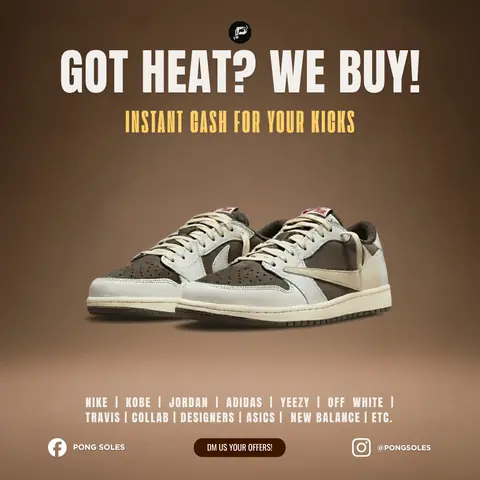 GOT HEAT? WE BUY!
INSTANT CASH FOR YOUR KICKS
NIKE | KOBE | JORDAN | ADIDAS | YEEZY | OFF WHITE |
TRAVIS | COLLAB | DESIGNERS | ASICS | NEW BALANCE | ETC.
PONG SOLES
DM US YOUR OFFERS!
@PONGSOLES